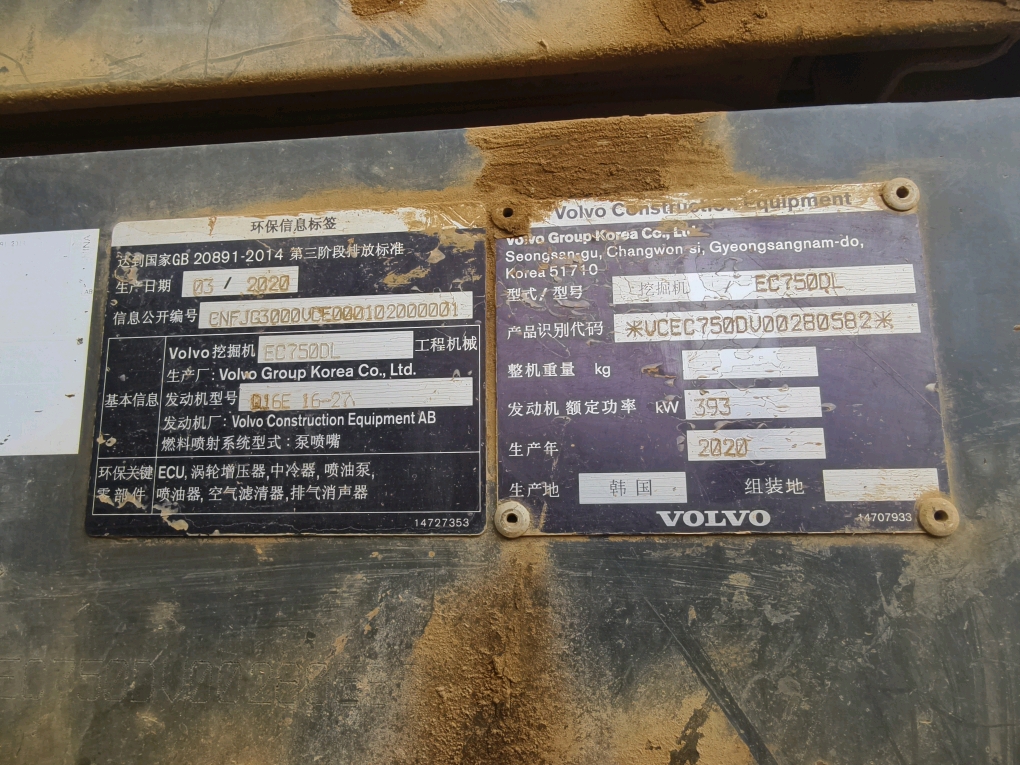 环保信息标签
达到国家GB 20891-2014 第三阶段排放标准
生产日期 03 / 2020
信息公开编号 CNFJG3000VCE000102000001
Volvo 挖掘机 EC750DL 工程机械
生产厂: Volvo Group Korea Co., Ltd.
基本信息 发动机型号 D16E 16-27
发动机厂: Volvo Construction Equipment AB
燃料喷射系统型式: 泵喷嘴
环保关键 ECU, 涡轮增压器, 中冷器, 喷油泵,
零部件 喷油器, 空气滤清器, 排气消声器
14727353
Volvo Construction Equipment
Volvo Group Korea Co., Ltd
Seongsan-gu, Changwon-si, Gyeongsangnam-do,
Korea 51710
型式/型号 挖掘机 / EC750DL
产品识别代码 *VCEC750DV00280582*
整机重量 kg
发动机 额定功率 kW 393
生产年 2020
生产地 韩国 组装地
VOLVO
14707933